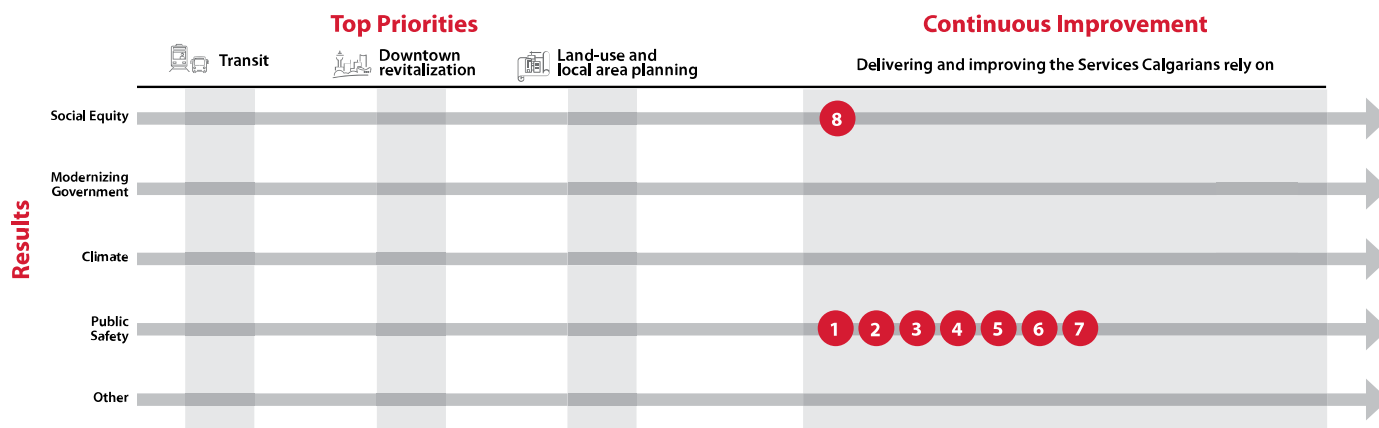 Top Priorities
Continuous Improvement
Transit
Downtown
revitalization
Land-use and
local area planning
Delivering and improving the Services Calgarians rely on
Results
Social Equity
8
Modernizing
Government
Climate
Public
Safety
1 2 3 4 5 6 7
Other